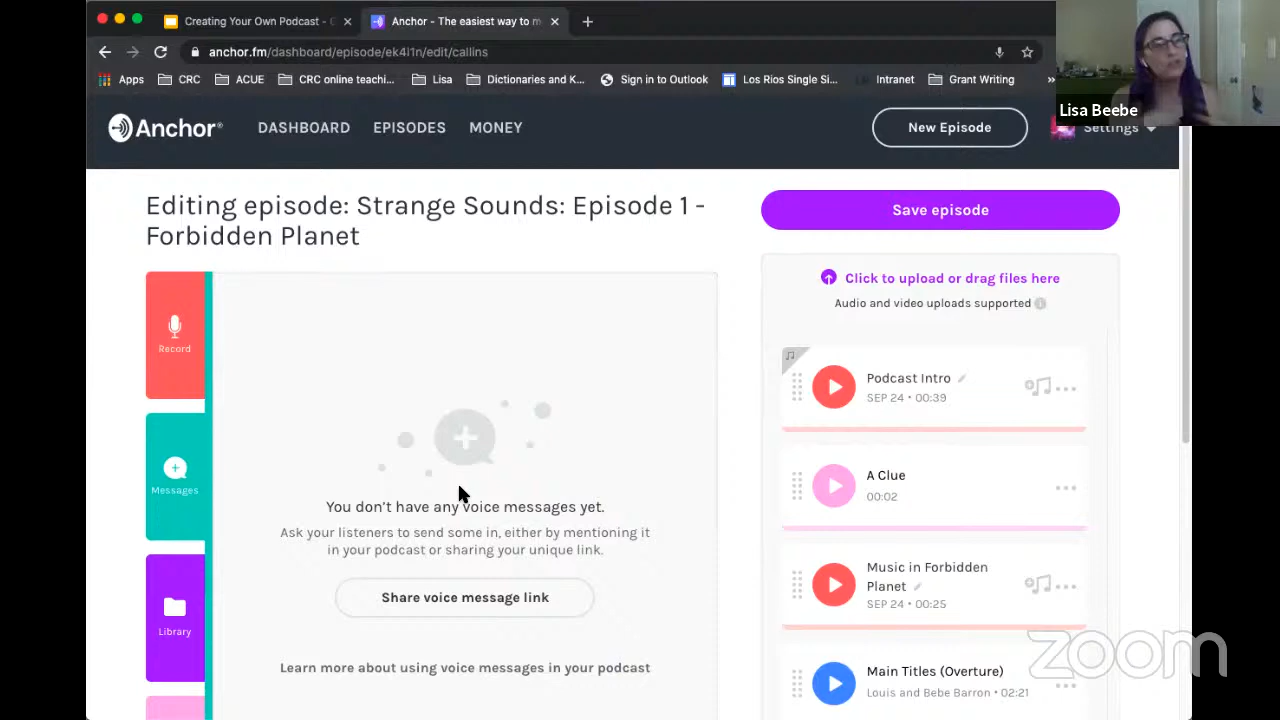 Creating Your Own Podcast - G
Anchor - The easiest way to m
anchor.fm/dashboard/episode/ek4i1n/edit/callins
Apps
CRC
ACUE
CRC online teachi...
Lisa
Dictionaries and K...
Sign in to Outlook
Los Rios Single Si...
Intranet
Grant Writing
»
Lisa Beebe
Anchor
DASHBOARD
EPISODES
MONEY
New Episode
Settings
Editing episode: Strange Sounds: Episode 1 -
Forbidden Planet
Save episode
Record
Messages
Library
You don't have any voice messages yet.
Ask your listeners to send some in, either by mentioning it
in your podcast or sharing your unique link.
Share voice message link
Learn more about using voice messages in your podcast
Click to upload or drag files here
Audio and video uploads supported
Podcast Intro
SEP 24 • 00:39
A Clue
00:02
Music in Forbidden
Planet
SEP 24 • 00:25
Main Titles (Overture)
Louis and Bebe Barron • 02:21
zoom